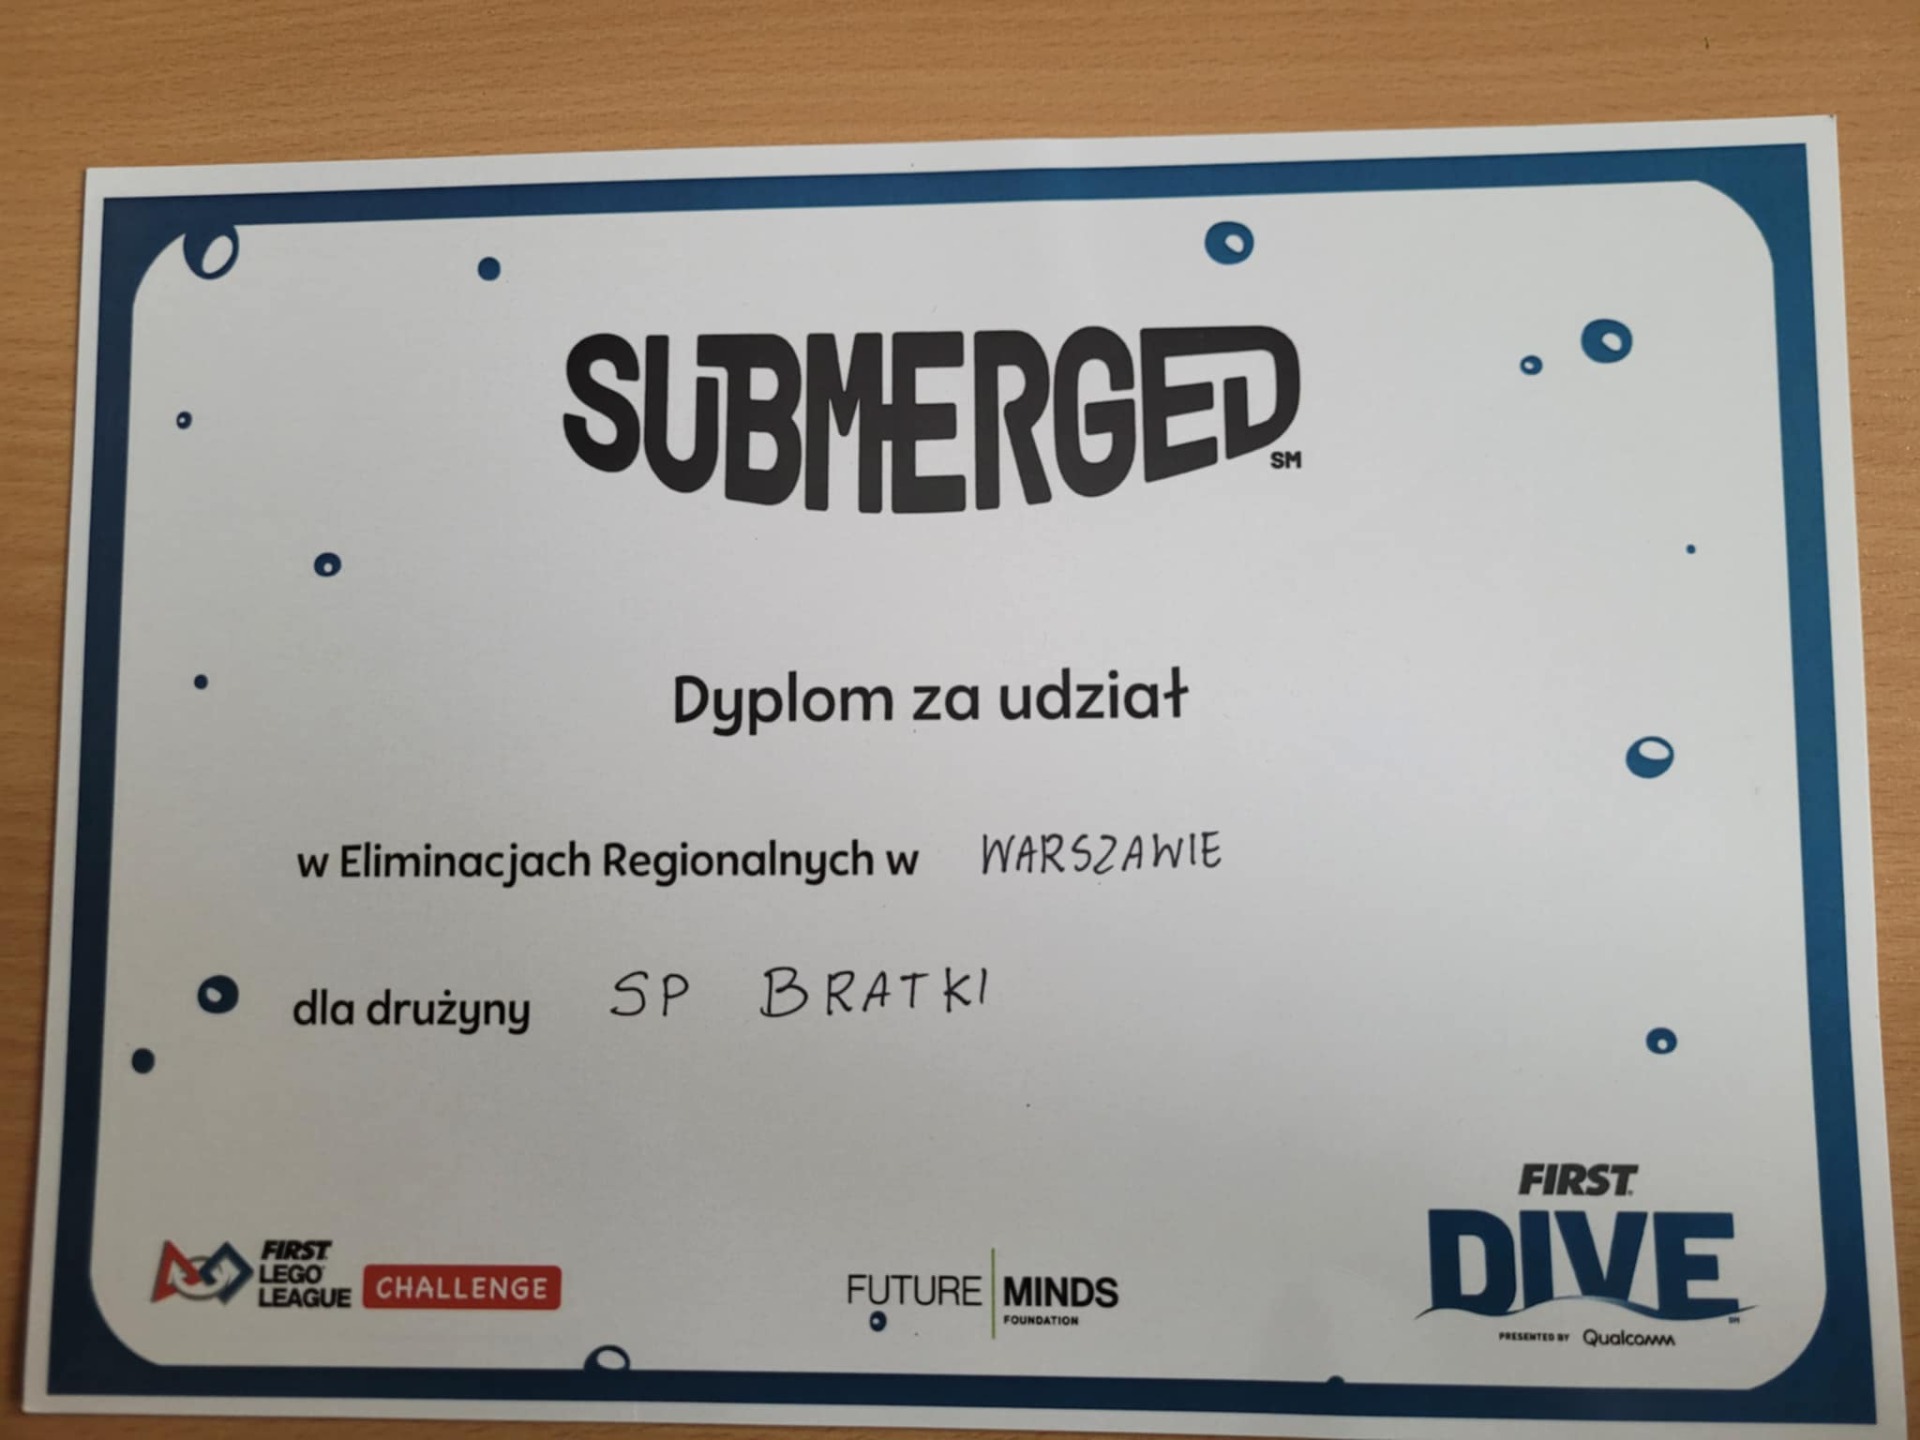 SUBMERGED
SM
Dyplom za udział
w Eliminacjach Regionalnych w WARSZAWIE
dla drużyny SP BRATKI
FIRST
LEGO
LEAGUE
CHALLENGE
FUTURE MINDS
FOUNDATION
FIRST
DIVE
SM
PRESENTED BY Qualcomm